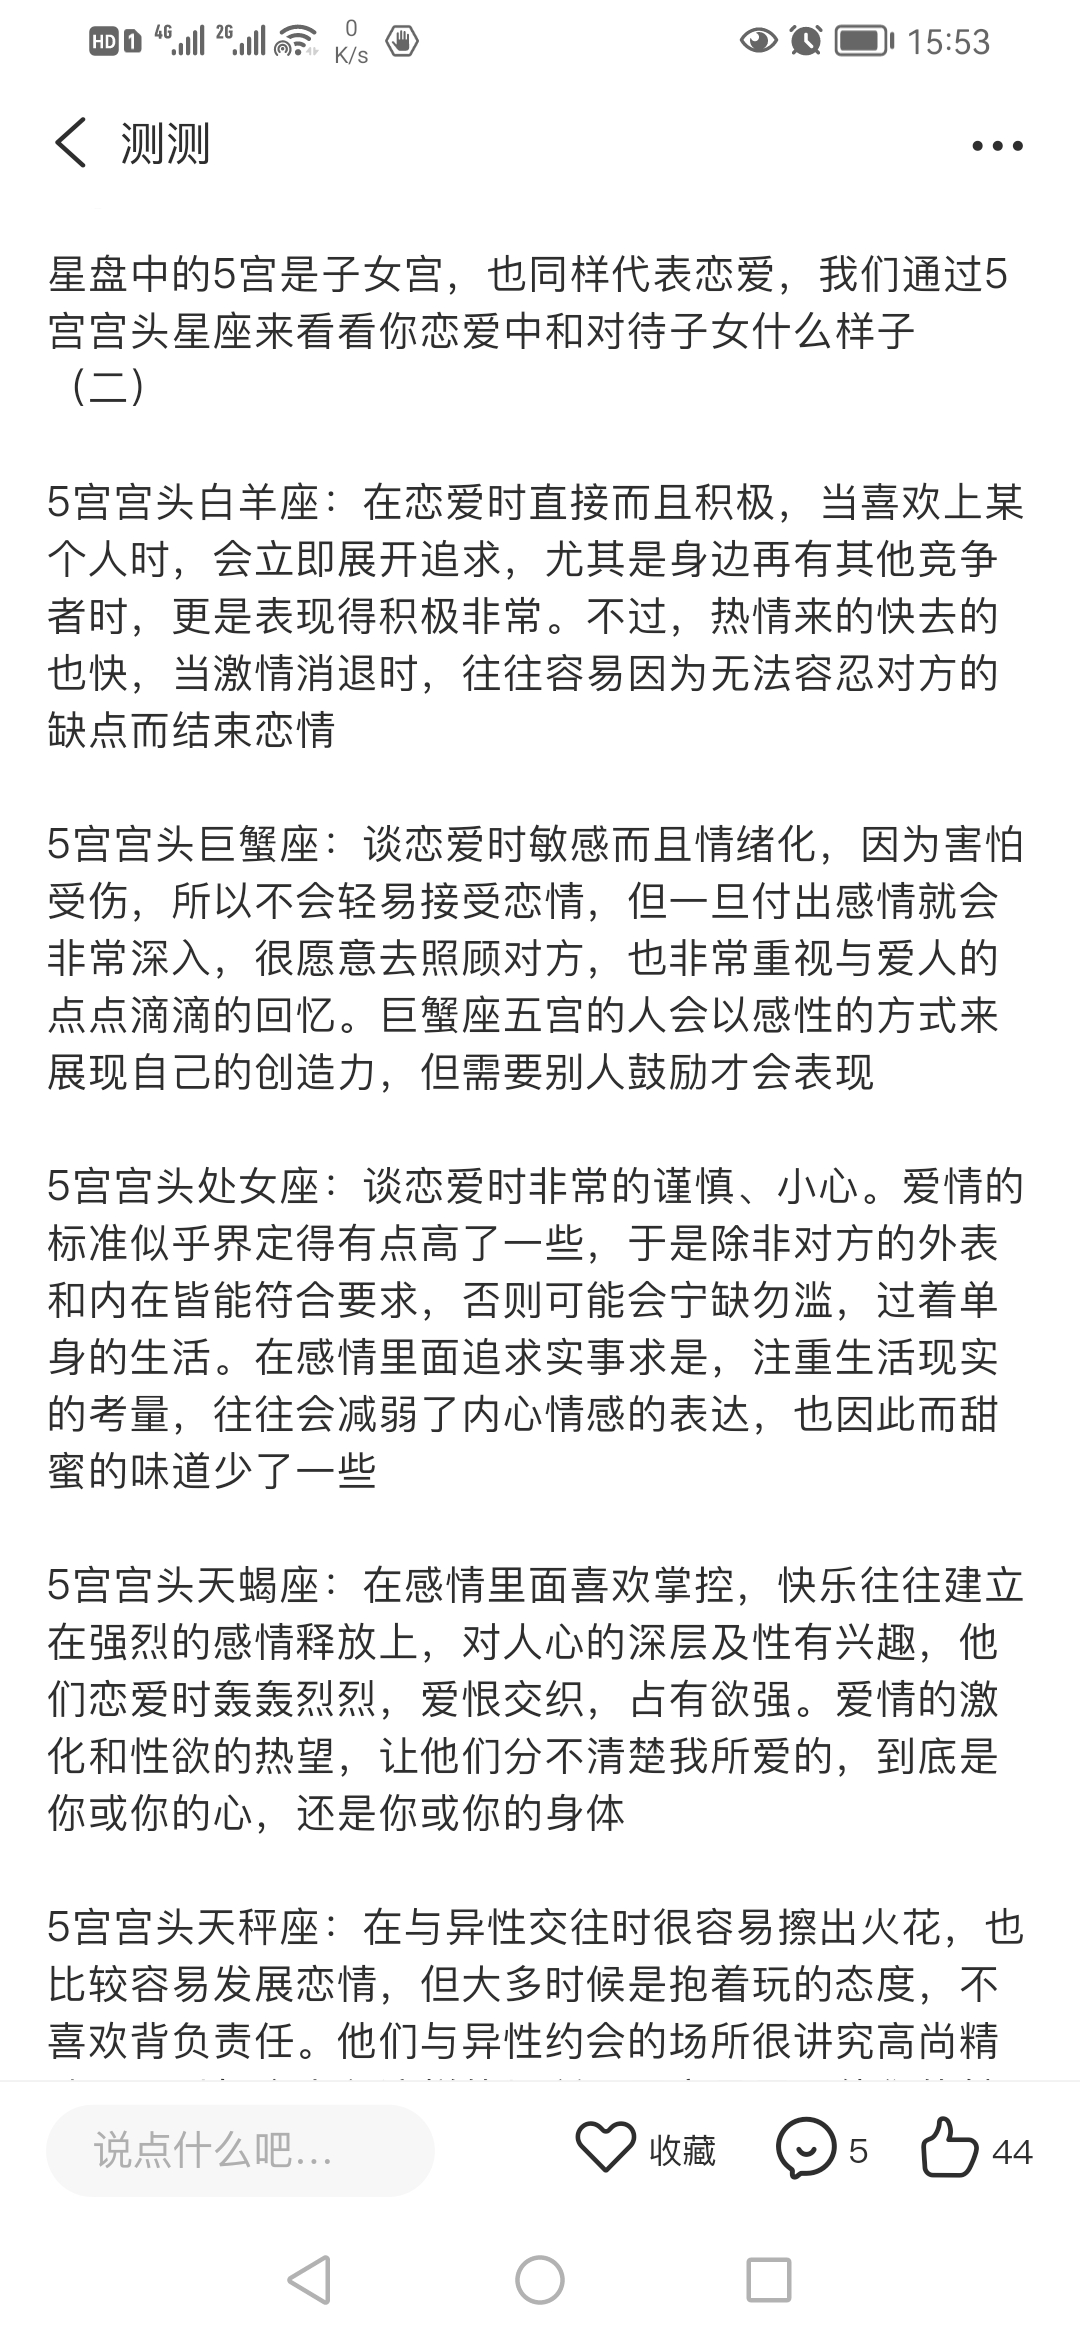 HD 1 4G 2G 0 K/s 15:53
测测
星盘中的5宫是子女宫，也同样代表恋爱，我们通过5
宫宫头星座来看看你恋爱中和对待子女什么样子
（二）
5宫宫头白羊座：在恋爱时直接而且积极，当喜欢上某
个人时，会立即展开追求，尤其是身边再有其他竞争
者时，更是表现得积极非常。不过，热情来的快去的
也快，当激情消退时，往往容易因为无法容忍对方的
缺点而结束恋情
5宫宫头巨蟹座：谈恋爱时敏感而且情绪化，因为害怕
受伤，所以不会轻易接受恋情，但一旦付出感情就会
非常深入，很愿意去照顾对方，也非常重视与爱人的
点点滴滴的回忆。巨蟹座五宫的人会以感性的方式来
展现自己的创造力，但需要别人鼓励才会表现
5宫宫头处女座：谈恋爱时非常的谨慎、小心。爱情的
标准似乎界定得有点高了一些，于是除非对方的外表
和内在皆能符合要求，否则可能会宁缺勿滥，过着单
身的生活。在感情里面追求实事求是，注重生活现实
的考量，往往会减弱了内心情感的表达，也因此而甜
蜜的味道少了一些
5宫宫头天蝎座：在感情里面喜欢掌控，快乐往往建立
在强烈的感情释放上，对人心的深层及性有兴趣，他
们恋爱时轰轰烈烈，爱恨交织，占有欲强。爱情的激
化和性欲的热望，让他们分不清楚我所爱的，到底是
你或你的心，还是你或你的身体
5宫宫头天秤座：在与异性交往时很容易擦出火花，也
比较容易发展恋情，但大多时候是抱着玩的态度，不
喜欢背负责任。他们与异性约会的场所很讲究高尚精
说点什么吧... 收藏 5 44